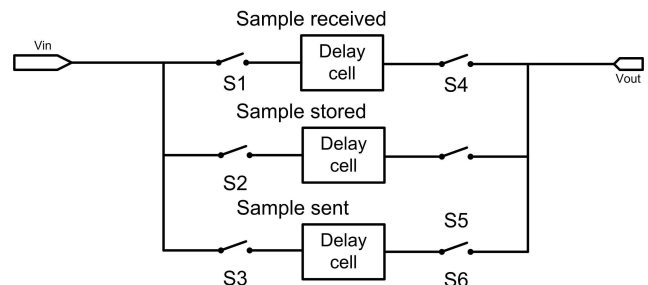 Sample received
Vin
Delay
cell
S1
S4
Vout
Sample stored
Delay
cell
S2
Sample sent
S5
Delay
cell
S3
S6